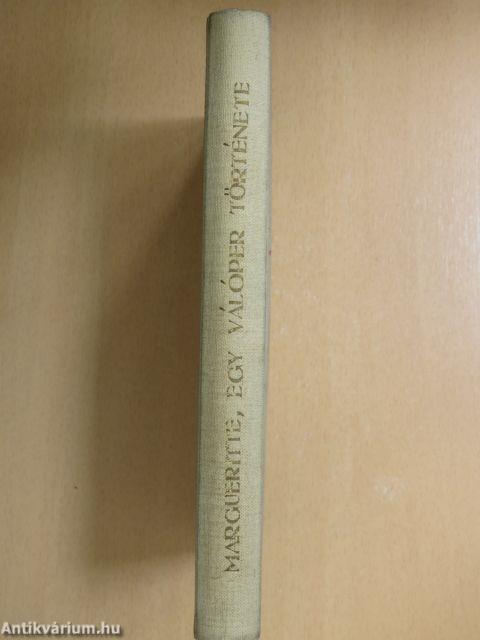 MARGUERITTE, EGY VÁLÓPER TÖRTÉNETE
Antikvárium.hu